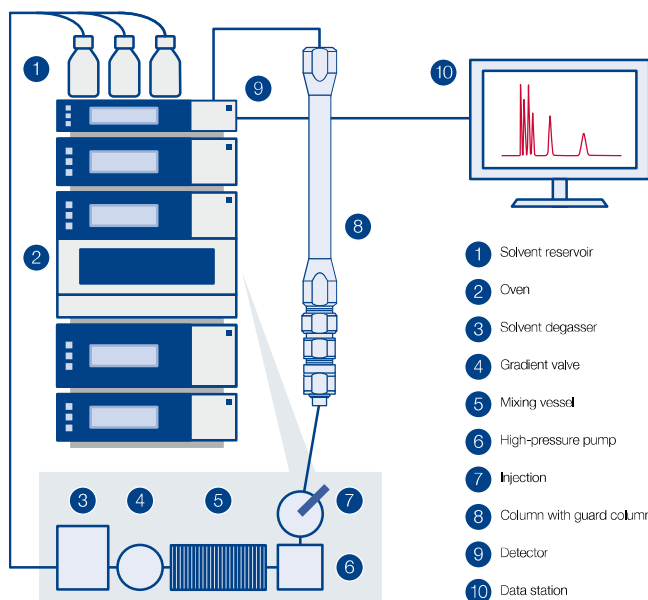 1
10
9
8
2
3
4
5
7
6
1 Solvent reservoir
2 Oven
3 Solvent degasser
4 Gradient valve
5 Mixing vessel
6 High-pressure pump
7 Injection
8 Column with guard column
9 Detector
10 Data station